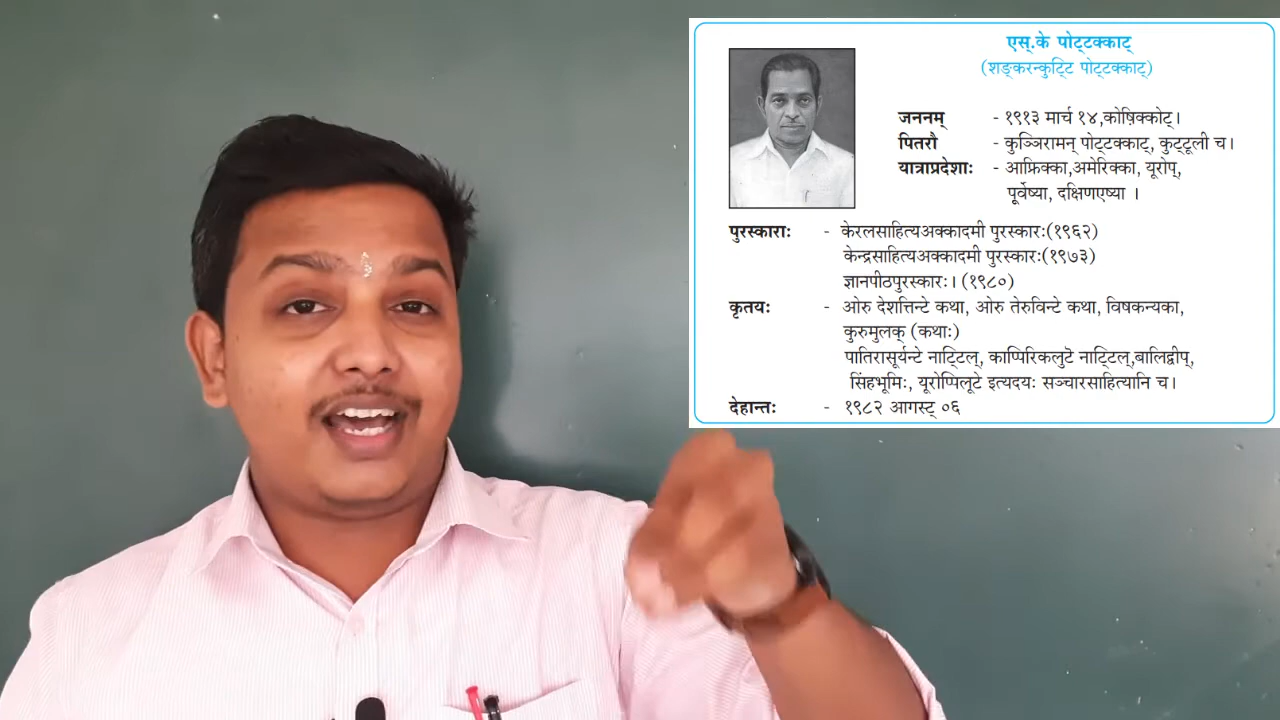 एस्.के पोट्टक्काट्
(शङ्करन्कुट्टि पोट्टक्काट्)
जननम् - १९१३ मार्च १४,कोष़िक्कोट्।
पितरौ - कुञ्ञिरामन् पोट्टक्काट्, कुट्टूली च।
यात्राप्रदेशाः - आफ्रिक्का,अमेरिक्का, यूरोप्,
पूर्वेष्या, दक्षिणएष्या ।
पुरस्काराः - केरलसाहित्यअक्कादमी पुरस्कारः(१९६२)
केन्द्रसाहित्यअक्कादमी पुरस्कारः(१९७३)
ज्ञानपीठपुरस्कारः। (१९८०)
कृतयः - ओरु देशत्तिन्टे कथा, ओरु तेरुविन्टे कथा, विषकन्यका,
कुरुमुलक् (कथाः)
पातिरासूर्यन्टे नाट्टिल्, काप्पिरिकलुटॆ नाट्टिल्,बालिद्वीप्,
सिंहभूमिः, यूरोप्पिलूटे इत्यदयः सञ्चारसाहित्यानि च।
देहान्तः - १९८२ आगस्ट् ०६